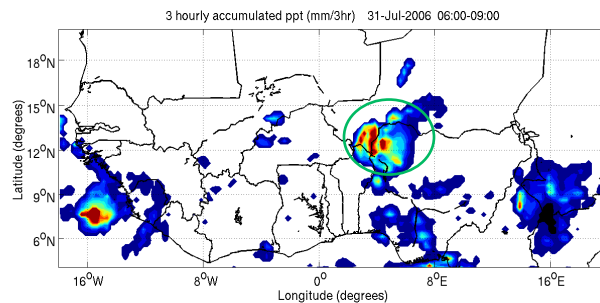 3 hourly accumulated ppt (mm/3hr) 31-Jul-2006 06:00-09:00
18°N
15°N
12°N
9°N
6°N
Latitude (degrees)
16°W
8°W
0°
8°E
16°E
Longitude (degrees)